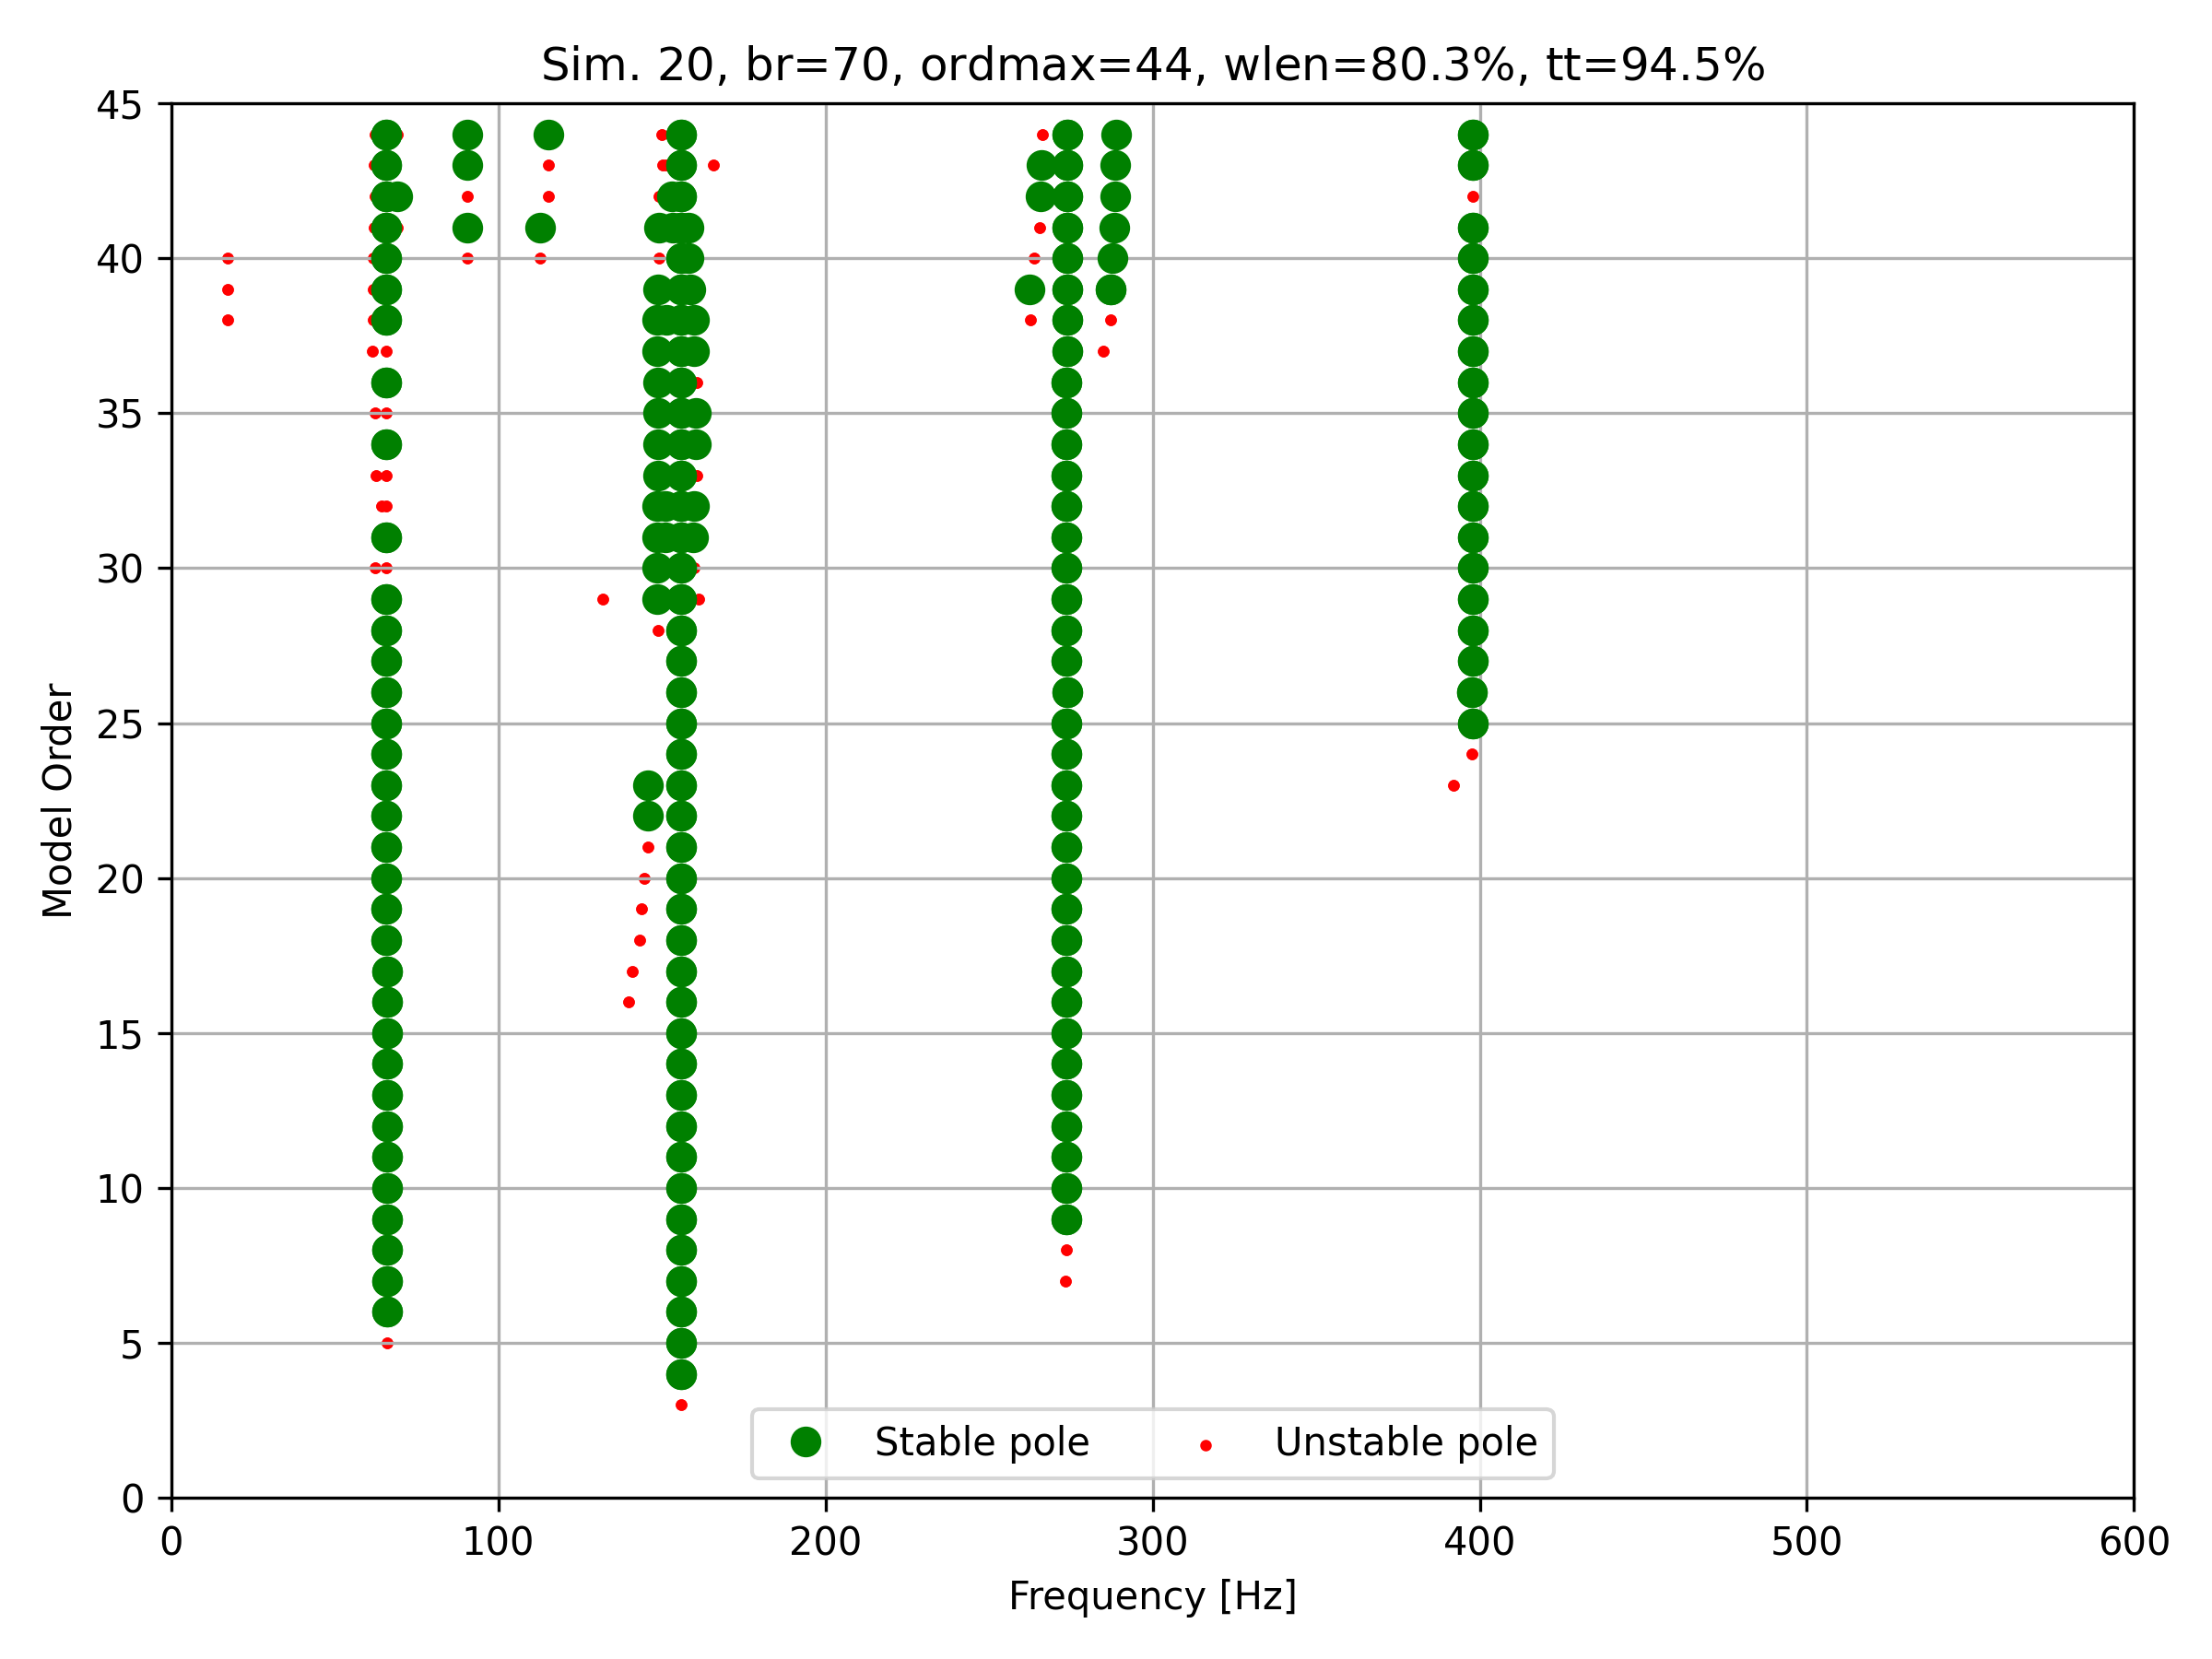 Sim. 20, br=70, ordmax=44, wlen=80.3%, tt=94.5%
45
40
35
30
25
20
15
10
5
0
Model Order
Stable pole
Unstable pole
0 100 200 300 400 500 600
Frequency [Hz]